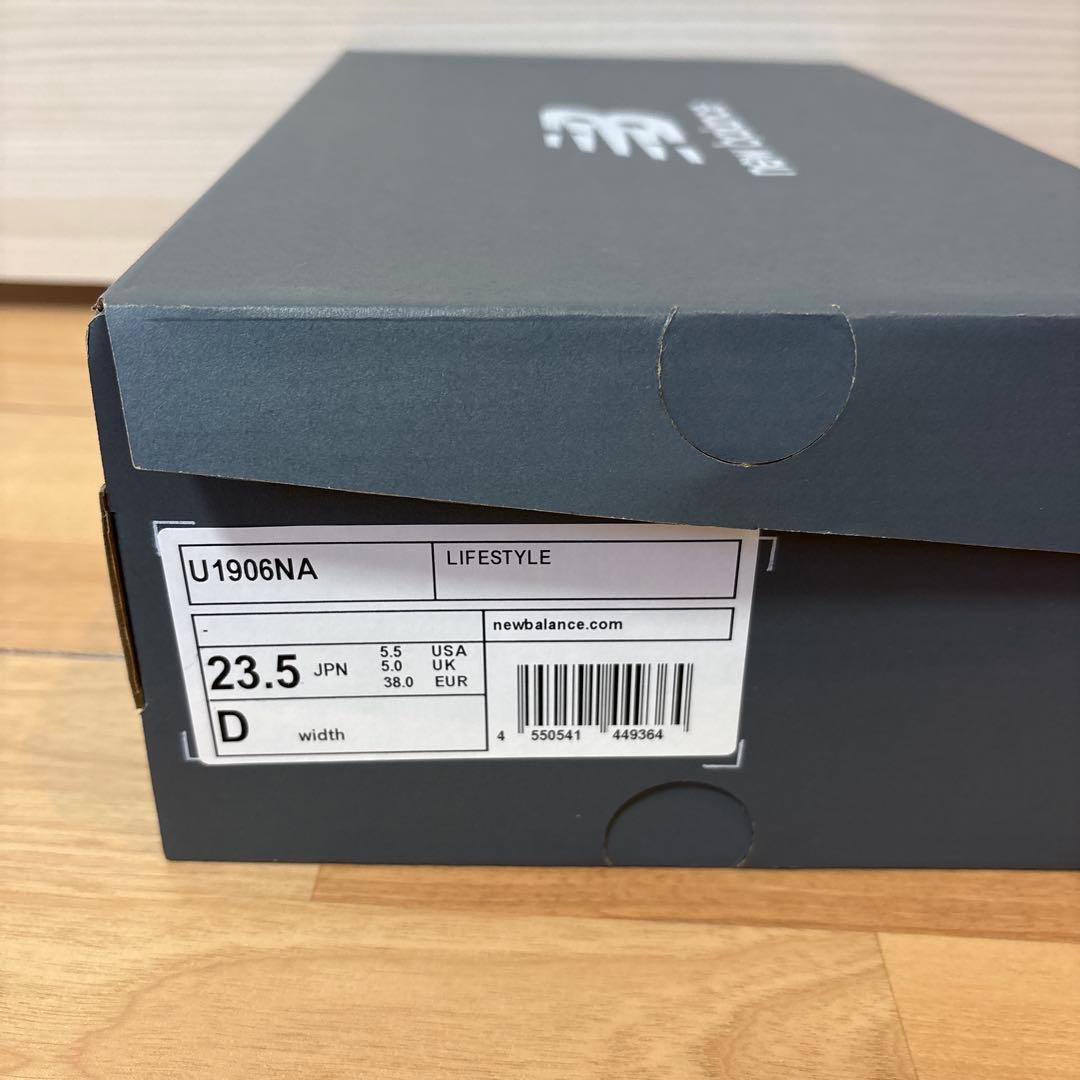 new balance
U1906NA
LIFESTYLE
-
newbalance.com
23.5 JPN
5.5 USA
5.0 UK
38.0 EUR
D width
4 550541 449364